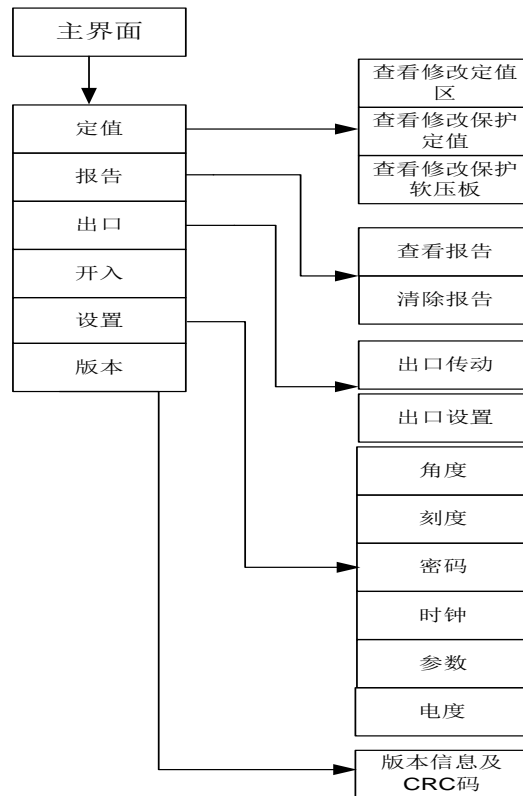 主界面
定值
报告
出口
开入
设置
版本
查看修改定值
区
查看修改保护
定值
查看修改保护
软压板
查看报告
清除报告
出口传动
出口设置
角度
刻度
密码
时钟
参数
电度
版本信息及
CRC码